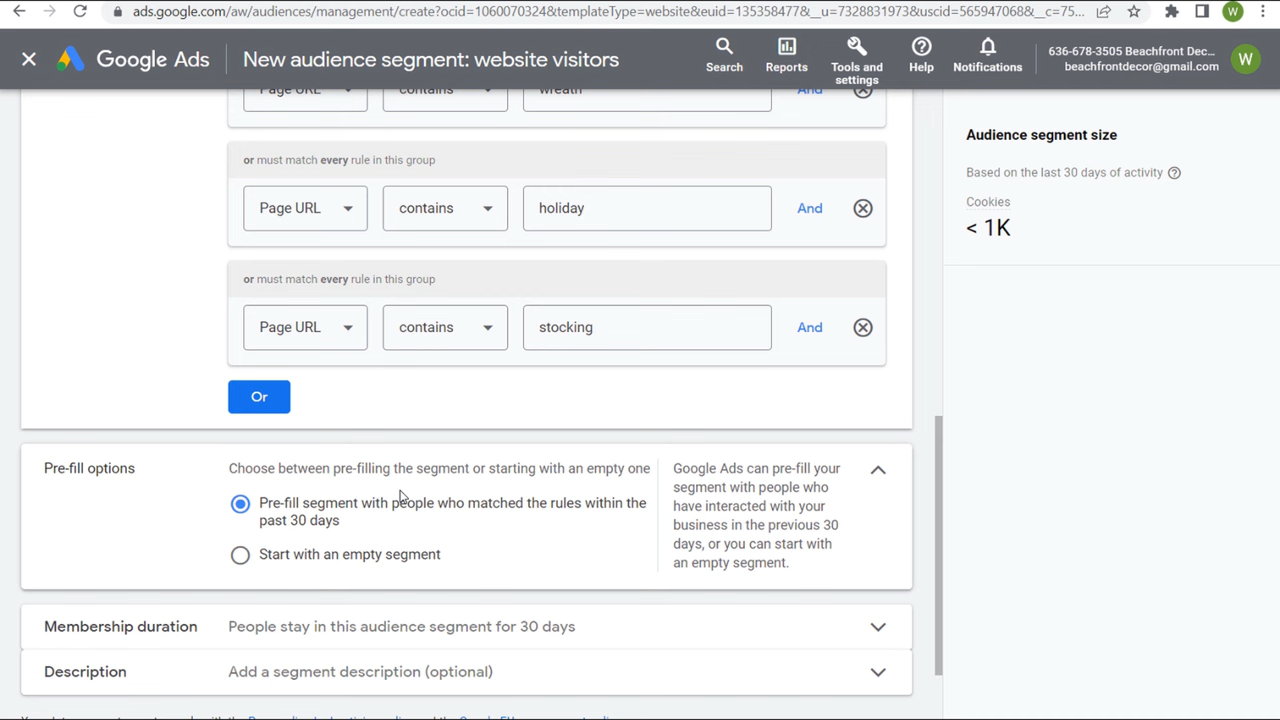 ads.google.com/aw/audiences/management/create?ocid=1060070324&templateType=website&euid=1353584777&__u=7328831973&uscid=565947068&__c=75...
W
Google Ads
New audience segment: website visitors
Search
Reports
Tools and
settings
Help
Notifications
636-678-3505 Beachfront Dec...
beachfrontdecor@gmail.com
W
Page URL
contains
wreath
And
or must match every rule in this group
Page URL
contains
holiday
And
or must match every rule in this group
Page URL
contains
stocking
And
Or
Audience segment size
Based on the last 30 days of activity
Cookies
< 1K
Pre-fill options
Choose between pre-filling the segment or starting with an empty one
Pre-fill segment with people who matched the rules within the
past 30 days
Start with an empty segment
Google Ads can pre-fill your
segment with people who
have interacted with your
business in the previous 30
days, or you can start with
an empty segment.
Membership duration
People stay in this audience segment for 30 days
Description
Add a segment description (optional)